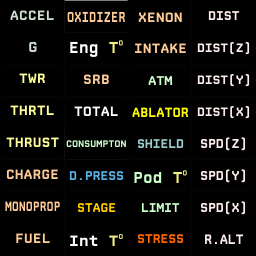 ACCEL OXIDIZER XENON DIST
G Eng T° INTAKE DIST[Z]
TWR SRB ATM DIST[Y]
THRTL TOTAL ABLATOR DIST[X]
THRUST CONSUMPTON SHIELD SPD[Z]
CHARGE D.PRESS Pod T° SPD[Y]
MONOPROP STAGE LIMIT SPD[X]
FUEL Int T° STRESS R.ALT